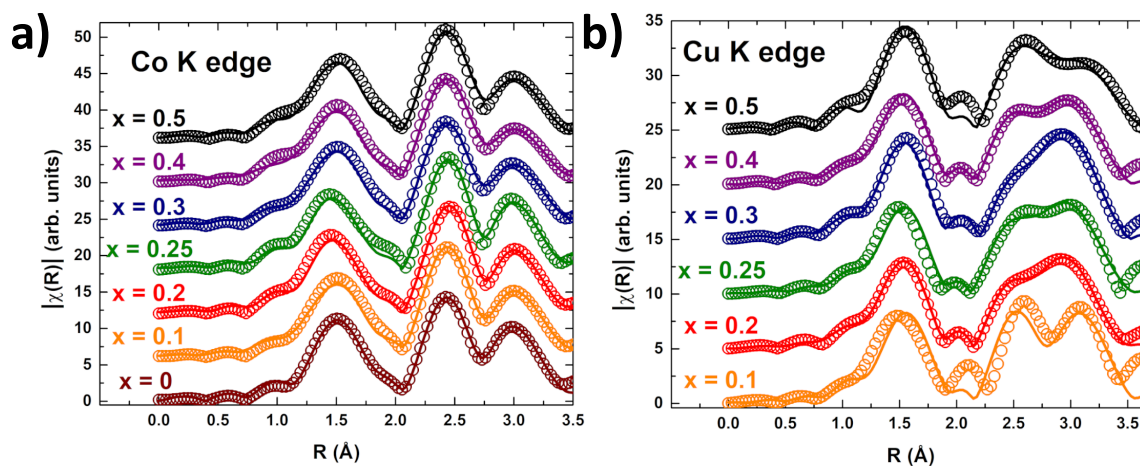 a)
Co K edge
|χ(R)| (arb. units)
50
45
40
35
30
25
20
15
10
5
0
x = 0.5
x = 0.4
x = 0.3
x = 0.25
x = 0.2
x = 0.1
x = 0
0.0 0.5 1.0 1.5 2.0 2.5 3.0 3.5
R (Å)
b)
Cu K edge
|χ(R)| (arb. units)
35
30
25
20
15
10
5
0
x = 0.5
x = 0.4
x = 0.3
x = 0.25
x = 0.2
x = 0.1
0.0 0.5 1.0 1.5 2.0 2.5 3.0 3.5
R (Å)